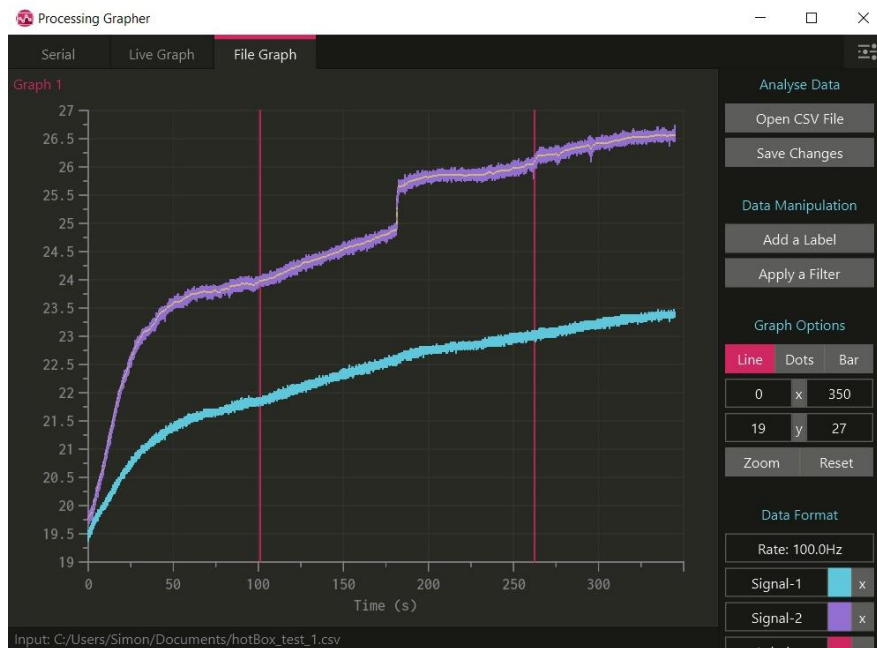 Processing Grapher
Serial Live Graph File Graph
Graph 1
27
26.5
26
25.5
25
24.5
24
23.5
23
22.5
22
21.5
21
20.5
20
19.5
19
0 50 100 150 200 250 300
Time (s)
Input: C:/Users/Simon/Documents/hotBox_test_1.csv
Analyse Data
Open CSV File
Save Changes
Data Manipulation
Add a Label
Apply a Filter
Graph Options
Line Dots Bar
0 x 350
19 y 27
Zoom Reset
Data Format
Rate: 100.0Hz
Signal-1 x
Signal-2 x